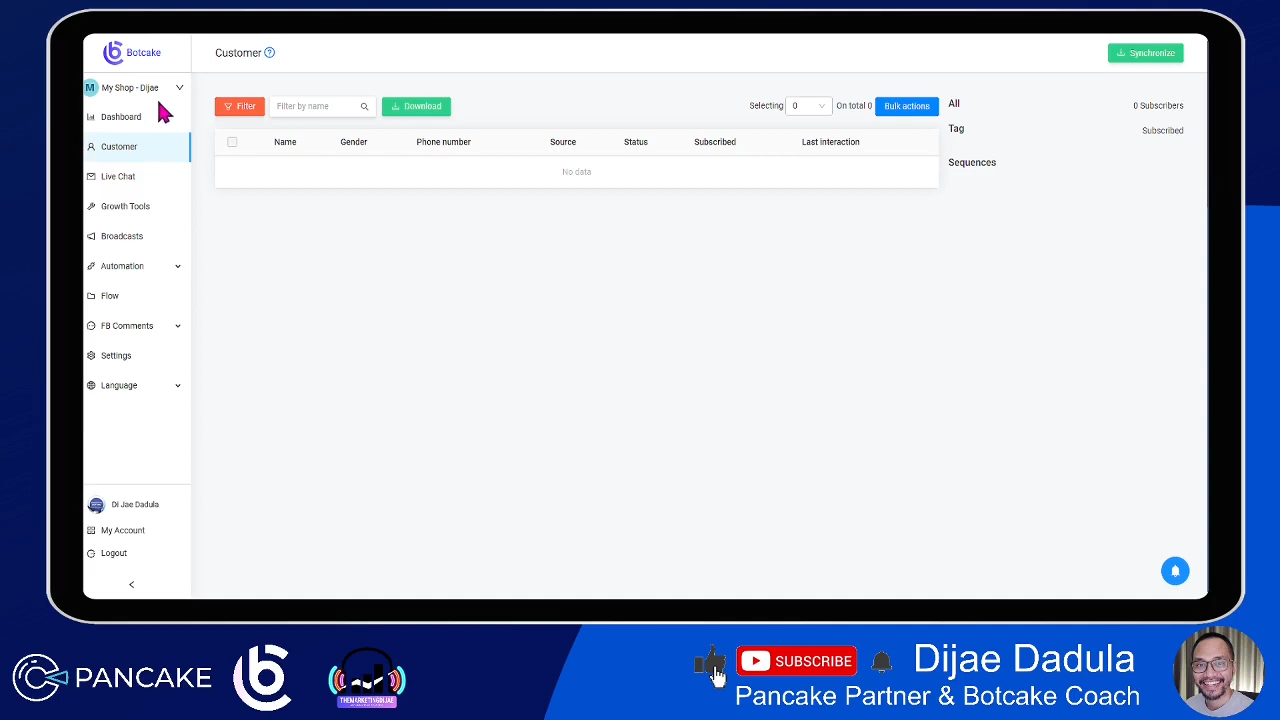 Botcake
M My Shop - Dijae
Dashboard
Customer
Live Chat
Growth Tools
Broadcasts
Automation
Flow
FB Comments
Settings
Language
Di Jae Dadula
My Account
Logout
Customer ?
Synchronize
Filter Filter by name Download Selecting 0 On total 0 Bulk actions
Name Gender Phone number Source Status Subscribed Last interaction
No data
All 0 Subscribers
Tag Subscribed
Sequences
PANCAKE
THEMARKETINGDIJAE
SUBSCRIBE
Dijae Dadula
Pancake Partner & Botcake Coach